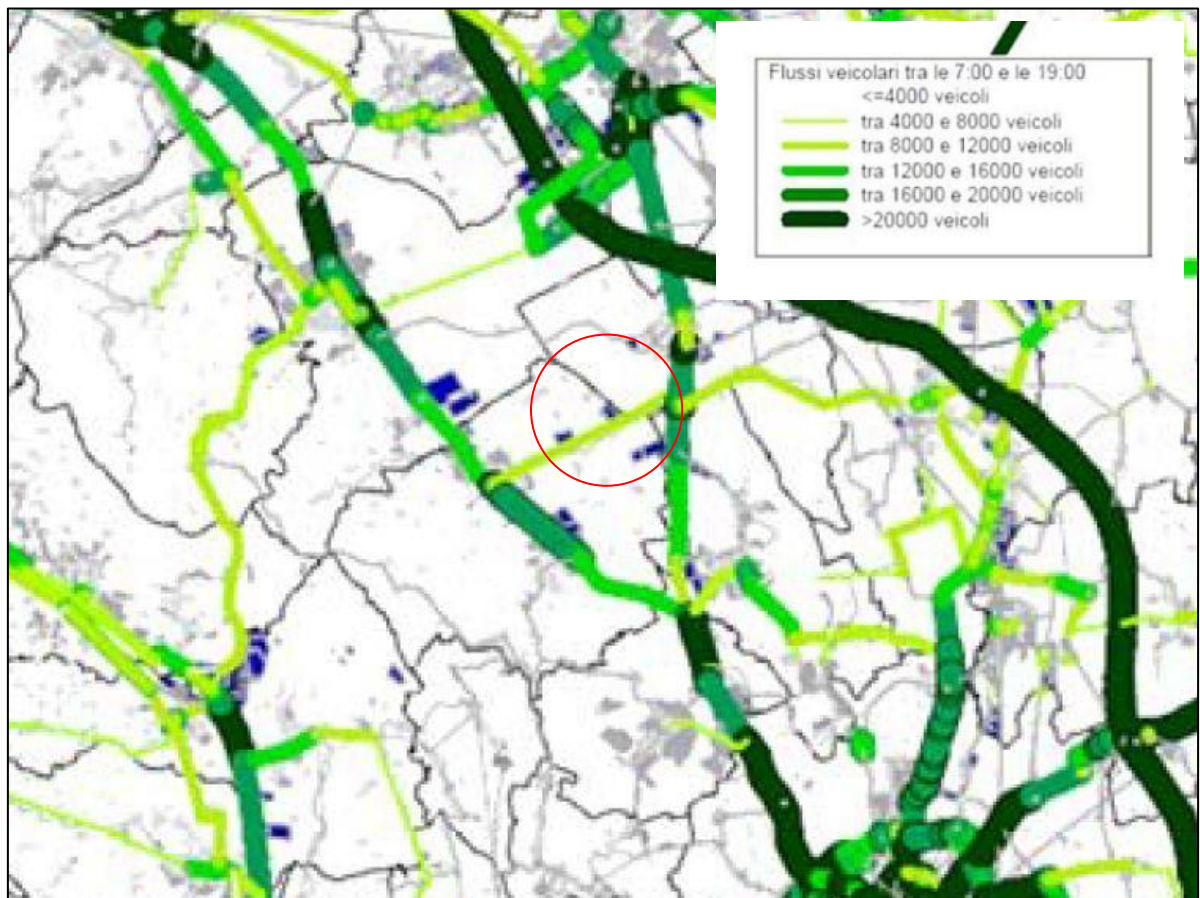 Flussi veicolari tra le 7:00 e le 19:00
<=4000 veicoli
tra 4000 e 8000 veicoli
tra 8000 e 12000 veicoli
tra 12000 e 16000 veicoli
tra 16000 e 20000 veicoli
>20000 veicoli